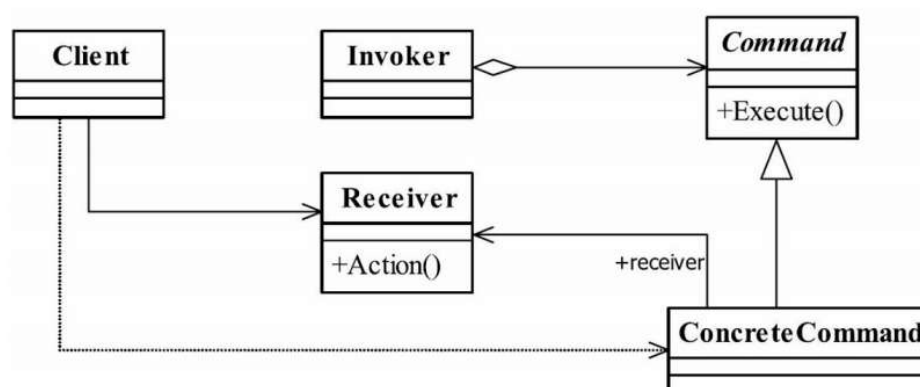 Client
Invoker
Command
+Execute()
Receiver
+Action()
+receiver
ConcreteCommand